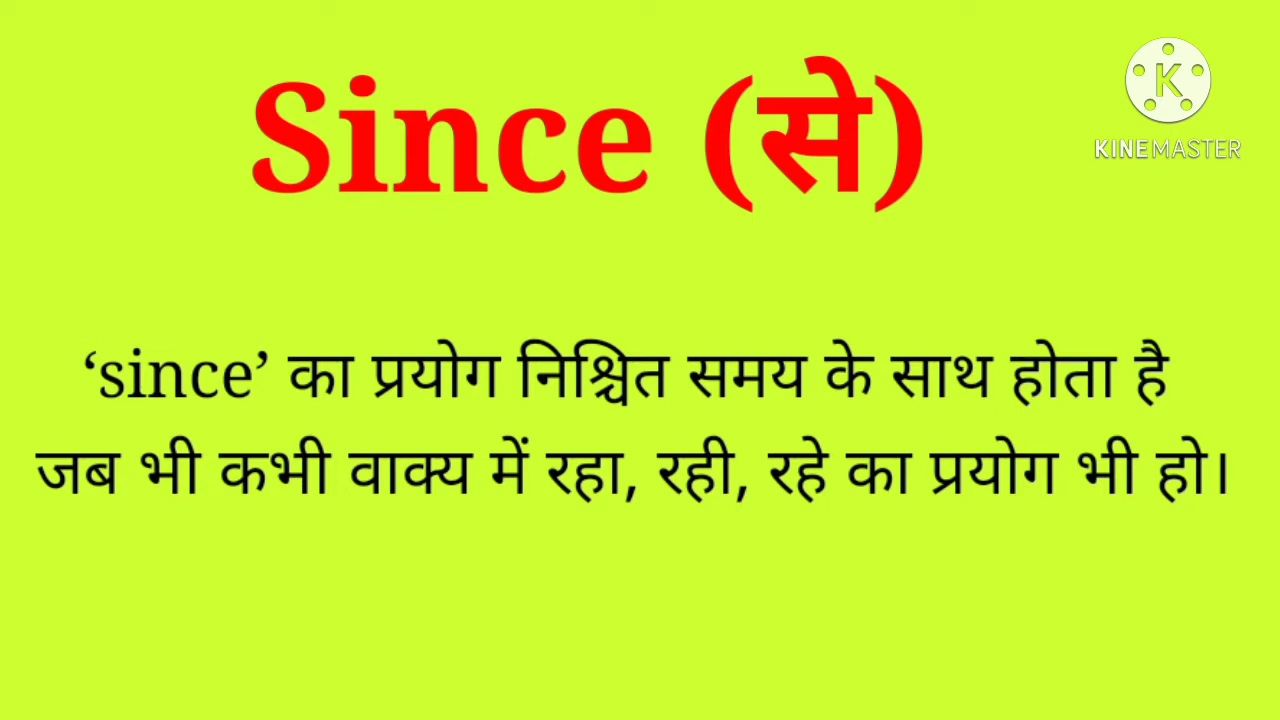 Since (से)
K
KINEMASTER
‘since’ का प्रयोग निश्चित समय के साथ होता है
जब भी कभी वाक्य में रहा, रही, रहे का प्रयोग भी हो।